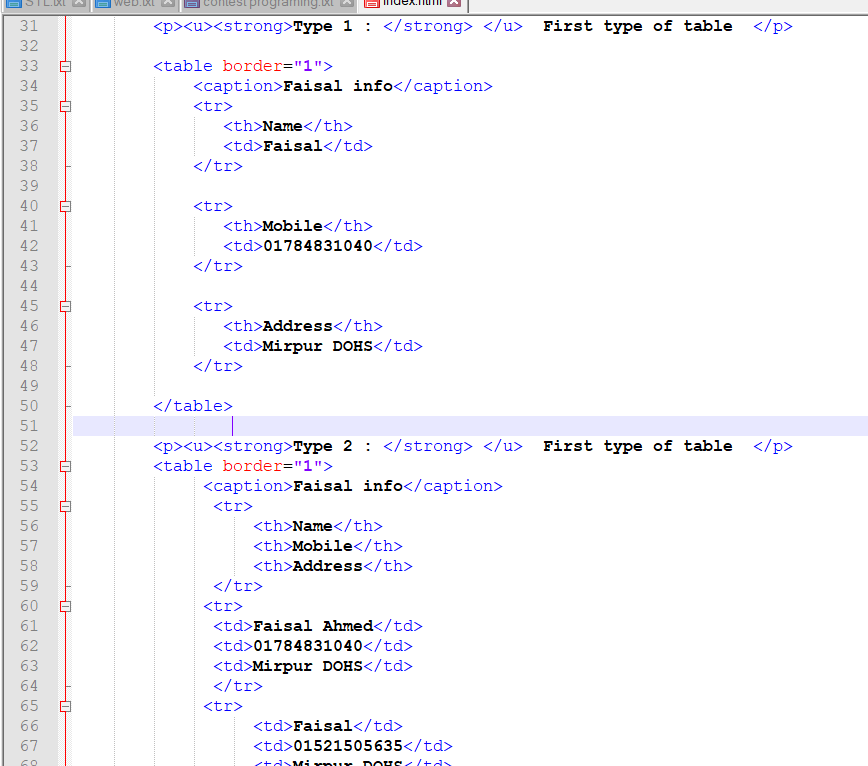 STL.txt web.txt contest programing.txt index.html
31 <p><u><strong>Type 1 : </strong> </u> First type of table </p>
32
33 <table border="1">
34 <caption>Faisal info</caption>
35 <tr>
36 <th>Name</th>
37 <td>Faisal</td>
38 </tr>
39
40 <tr>
41 <th>Mobile</th>
42 <td>01784831040</td>
43 </tr>
44
45 <tr>
46 <th>Address</th>
47 <td>Mirpur DOHS</td>
48 </tr>
49
50 </table>
51
52 <p><u><strong>Type 2 : </strong> </u> First type of table </p>
53 <table border="1">
54 <caption>Faisal info</caption>
55 <tr>
56 <th>Name</th>
57 <th>Mobile</th>
58 <th>Address</th>
59 </tr>
60 <tr>
61 <td>Faisal Ahmed</td>
62 <td>01784831040</td>
63 <td>Mirpur DOHS</td>
64 </tr>
65 <tr>
66 <td>Faisal</td>
67 <td>01521505635</td>
68 <td>Mirpur DOHS</td>